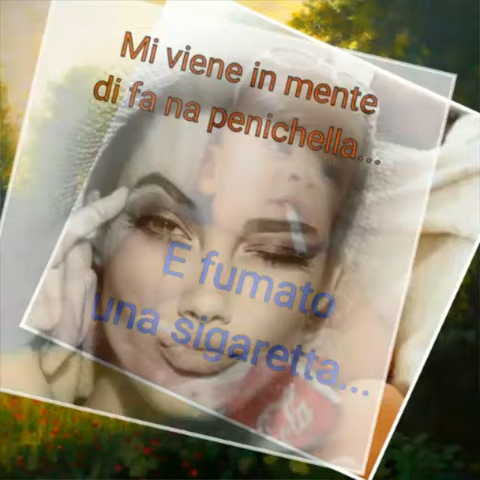 Mi viene in mente
di fa na penichella...
E fumato
una sigaretta...